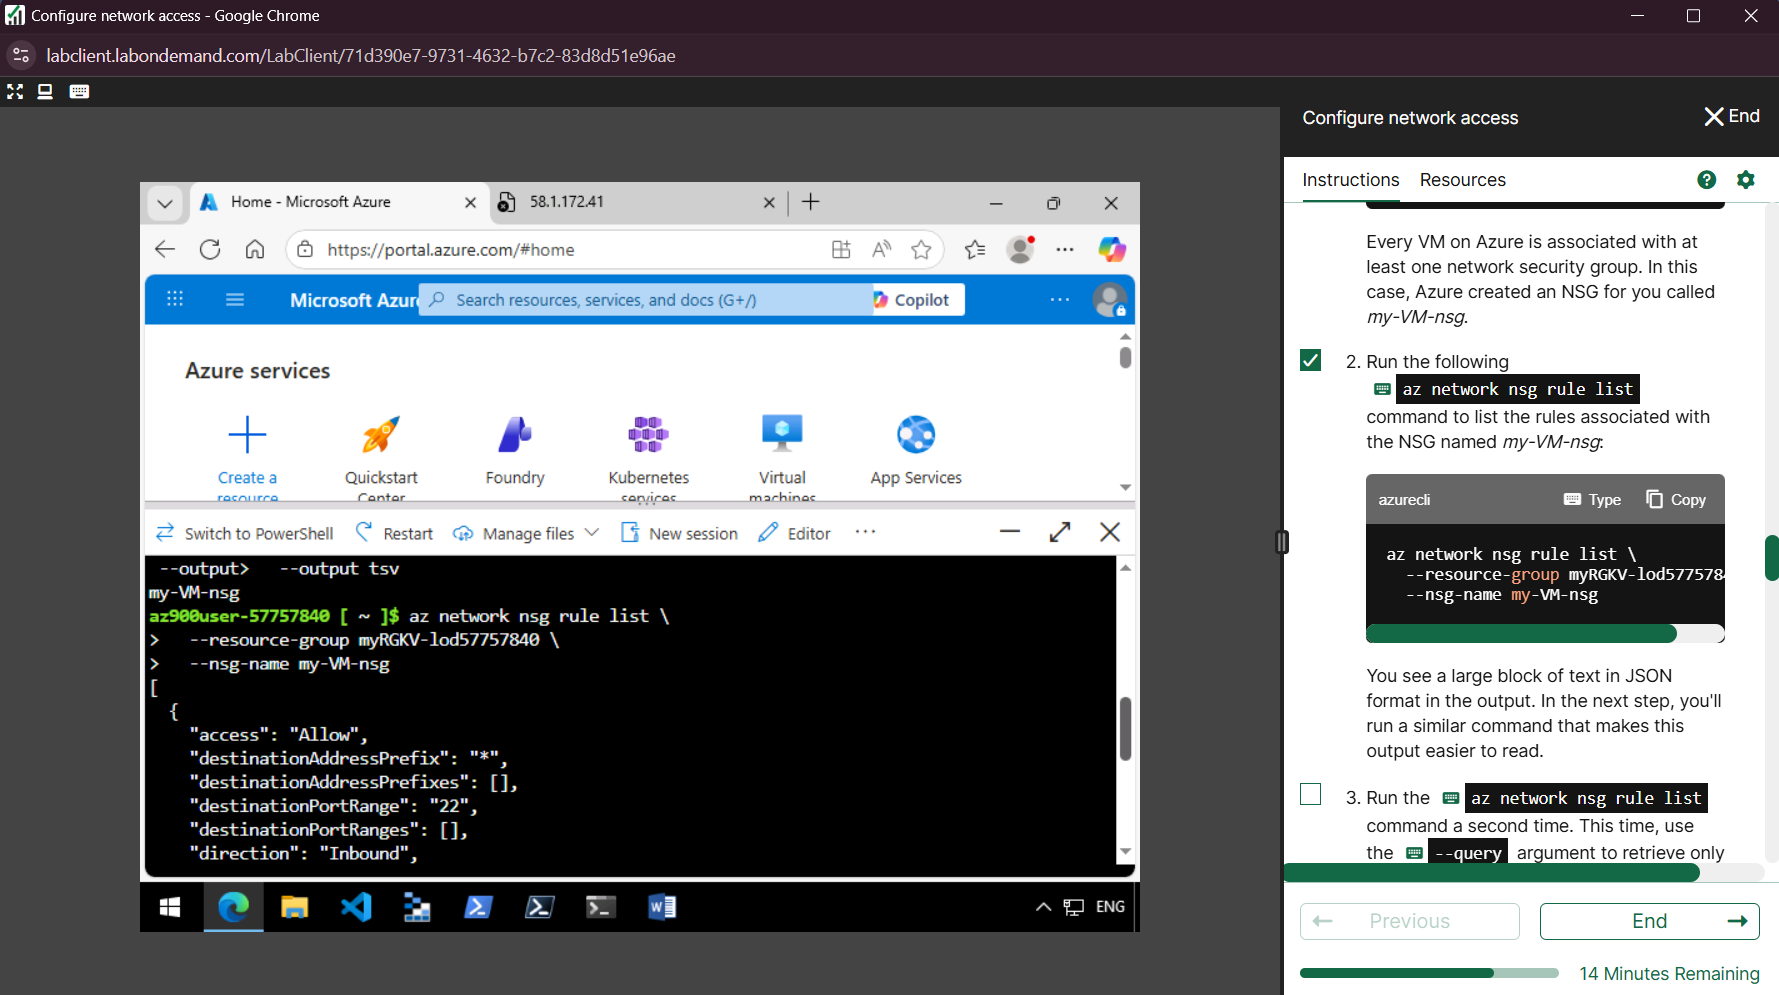 Configure network access - Google Chrome
labclient.labondemand.com/LabClient/71d390e7-9731-4632-b7c2-83d8d51e96ae
Home - Microsoft Azure
58.1.172.41
https://portal.azure.com/#home
Microsoft Azur
Search resources, services, and docs (G+/)
Copilot
Azure services
Create a resource
Quickstart Center
Foundry
Kubernetes services
Virtual machines
App Services
Switch to PowerShell
Restart
Manage files
New session
Editor
--output>   --output tsv
my-VM-nsg
az900user-57757840 [ ~ ]$ az network nsg rule list \
>   --resource-group myRGKV-lod57757840 \
>   --nsg-name my-VM-nsg
[
  {
    "access": "Allow",
    "destinationAddressPrefix": "*",
    "destinationAddressPrefixes": [],
    "destinationPortRange": "22",
    "destinationPortRanges": [],
    "direction": "Inbound",
ENG
Configure network access
End
Instructions
Resources
Every VM on Azure is associated with at
least one network security group. In this
case, Azure created an NSG for you called
my-VM-nsg.
2. Run the following
az network nsg rule list
command to list the rules associated with
the NSG named my-VM-nsg:
azurecli
Type
Copy
az network nsg rule list \
  --resource-group myRGKV-lod577578
  --nsg-name my-VM-nsg
You see a large block of text in JSON
format in the output. In the next step, you'll
run a similar command that makes this
output easier to read.
3. Run the az network nsg rule list
command a second time. This time, use
the --query argument to retrieve only
Previous
End
14 Minutes Remaining